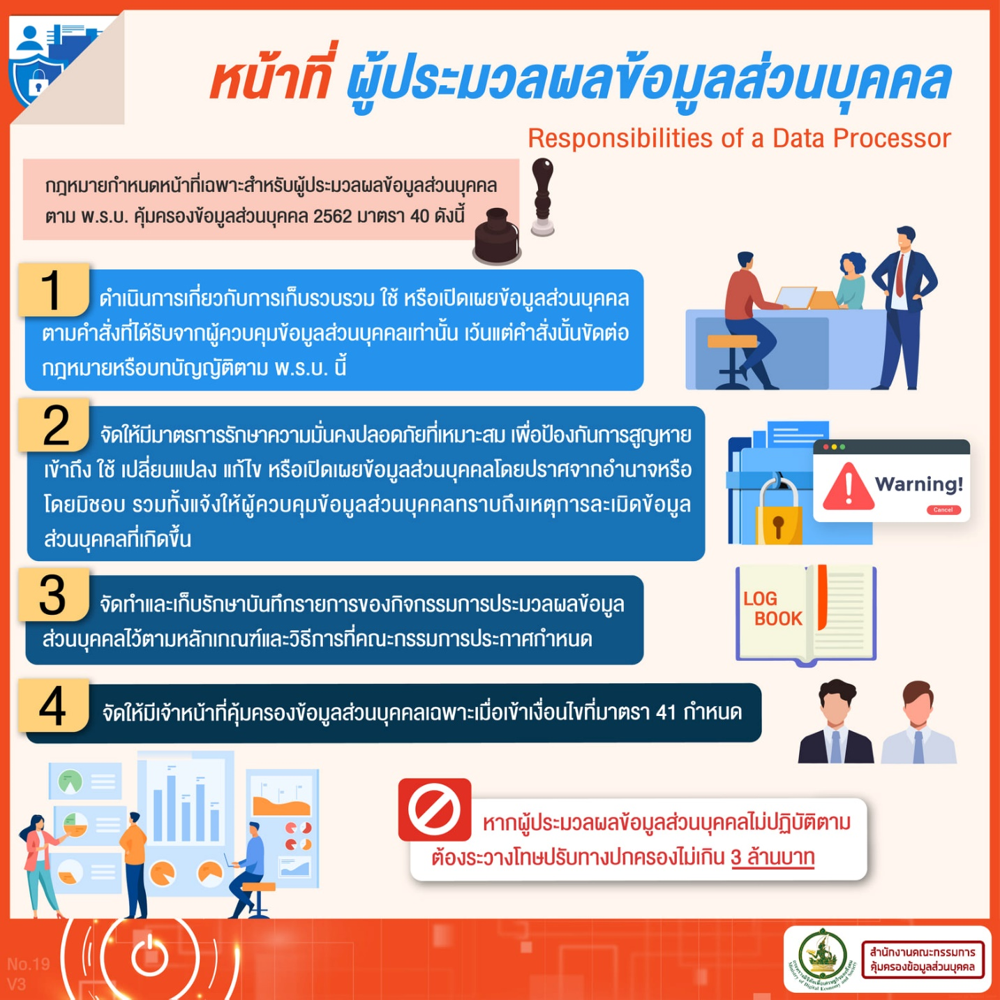 หน้าที่ ผู้ประมวลผลข้อมูลส่วนบุคคล
Responsibilities of a Data Processor
กฎหมายกำหนดหน้าที่เฉพาะสำหรับผู้ประมวลผลข้อมูลส่วนบุคคล
ตาม พ.ร.บ. คุ้มครองข้อมูลส่วนบุคคล 2562 มาตรา 40 ดังนี้
1
ดำเนินการเกี่ยวกับการเก็บรวบรวม ใช้ หรือเปิดเผยข้อมูลส่วนบุคคล
ตามคำสั่งที่ได้รับจากผู้ควบคุมข้อมูลส่วนบุคคลเท่านั้น เว้นแต่คำสั่งนั้นขัดต่อ
กฎหมายหรือบทบัญญัติตาม พ.ร.บ. นี้
2
จัดให้มีมาตรการรักษาความมั่นคงปลอดภัยที่เหมาะสม เพื่อป้องกันการสูญหาย
เข้าถึง ใช้ เปลี่ยนแปลง แก้ไข หรือเปิดเผยข้อมูลส่วนบุคคลโดยปราศจากอำนาจหรือ
โดยมิชอบ รวมทั้งแจ้งให้ผู้ควบคุมข้อมูลส่วนบุคคลทราบถึงเหตุการละเมิดข้อมูล
ส่วนบุคคลที่เกิดขึ้น
Warning!
Cancel
3
จัดทำและเก็บรักษาบันทึกรายการของกิจกรรมการประมวลผลข้อมูล
ส่วนบุคคลไว้ตามหลักเกณฑ์และวิธีการที่คณะกรรมการประกาศกำหนด
LOG
BOOK
4
จัดให้มีเจ้าหน้าที่คุ้มครองข้อมูลส่วนบุคคลเฉพาะเมื่อเข้าเงื่อนไขที่มาตรา 41 กำหนด
หากผู้ประมวลผลข้อมูลส่วนบุคคลไม่ปฏิบัติตาม
ต้องระวางโทษปรับทางปกครองไม่เกิน 3 ล้านบาท
No.19
V3
กระทรวงดิจิทัลเพื่อเศรษฐกิจและสังคม
Ministry of Digital Economy and Society
สำนักงานคณะกรรมการ
คุ้มครองข้อมูลส่วนบุคคล